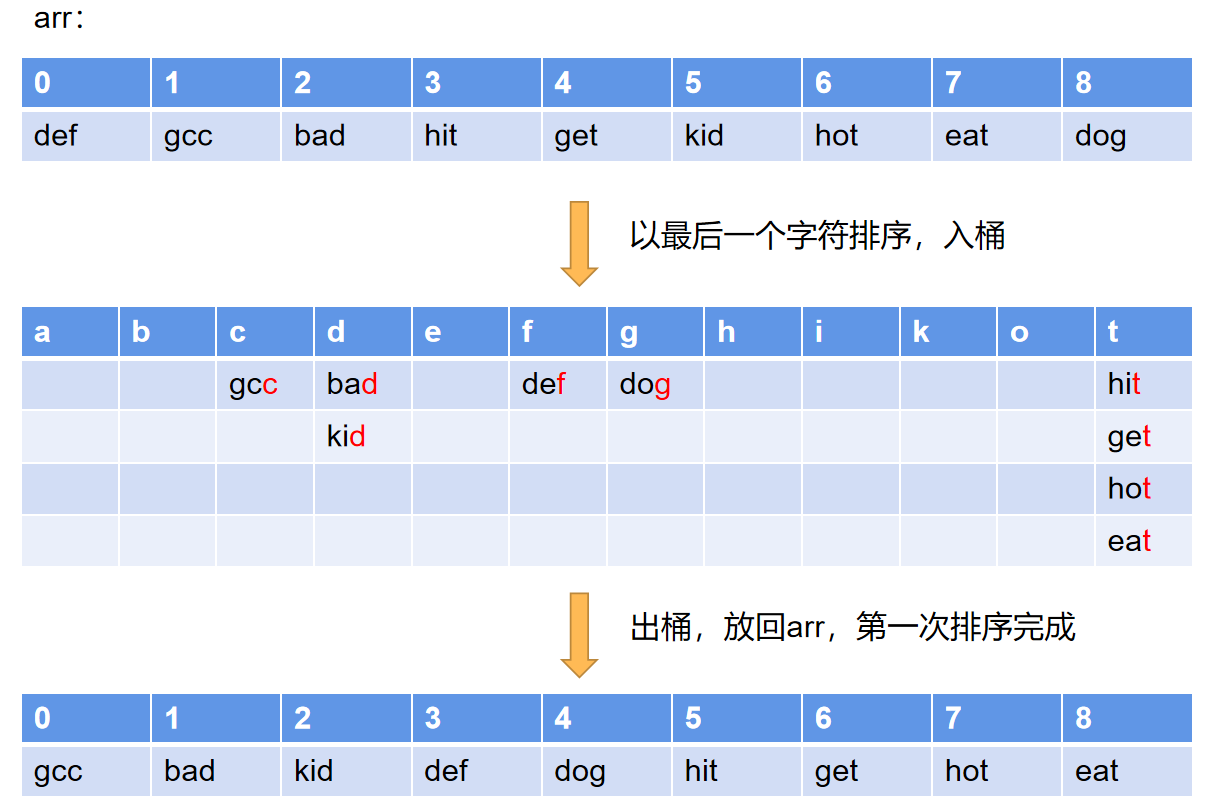 arr：
0 1 2 3 4 5 6 7 8
def gcc bad hit get kid hot eat dog
以最后一个字符排序，入桶
a b c d e f g h i k o t
gcc bad def dog hit
kid get
hot
eat
出桶，放回arr，第一次排序完成
0 1 2 3 4 5 6 7 8
gcc bad kid def dog hit get hot eat